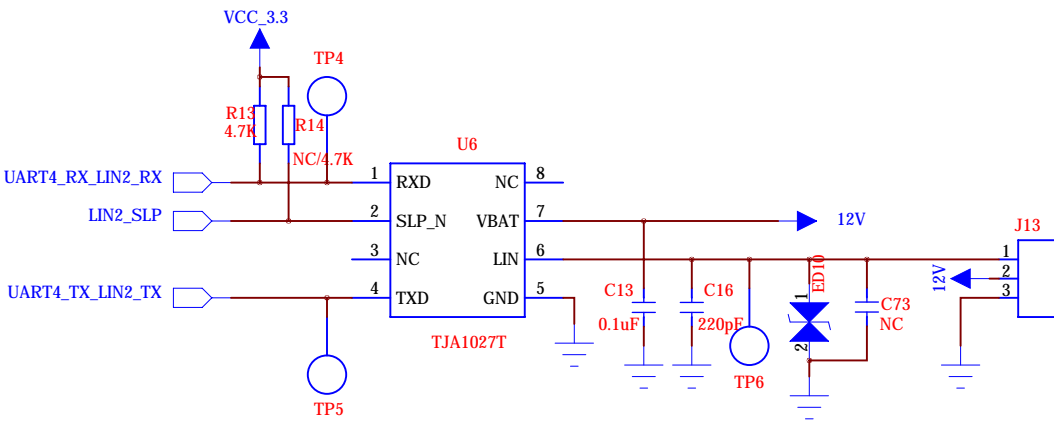 VCC_3.3
TP4
R13
4.7K
R14
NC/4.7K
U6
UART4_RX_LIN2_RX
1
RXD
NC
8
LIN2_SLP
2
SLP_N
VBAT
7
12V
J13
3
NC
LIN
6
ED10
1
12V
2
3
UART4_TX_LIN2_TX
4
TXD
GND
5
C13
0.1uF
C16
220pF
1
2
C73
NC
TJA1027T
TP5
TP6